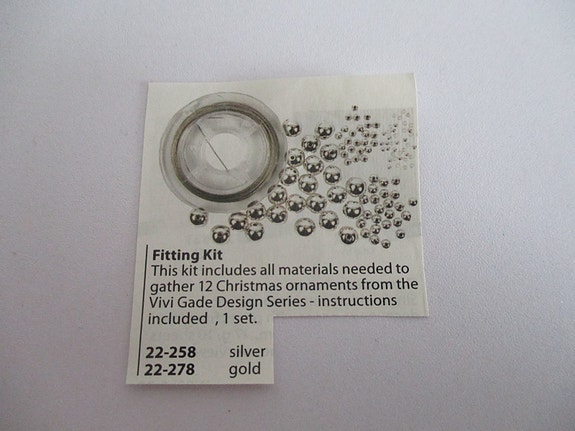 Fitting Kit
This kit includes all materials needed to
gather 12 Christmas ornaments from the
Vivi Gade Design Series - instructions
included , 1 set.
22-258 silver
22-278 gold